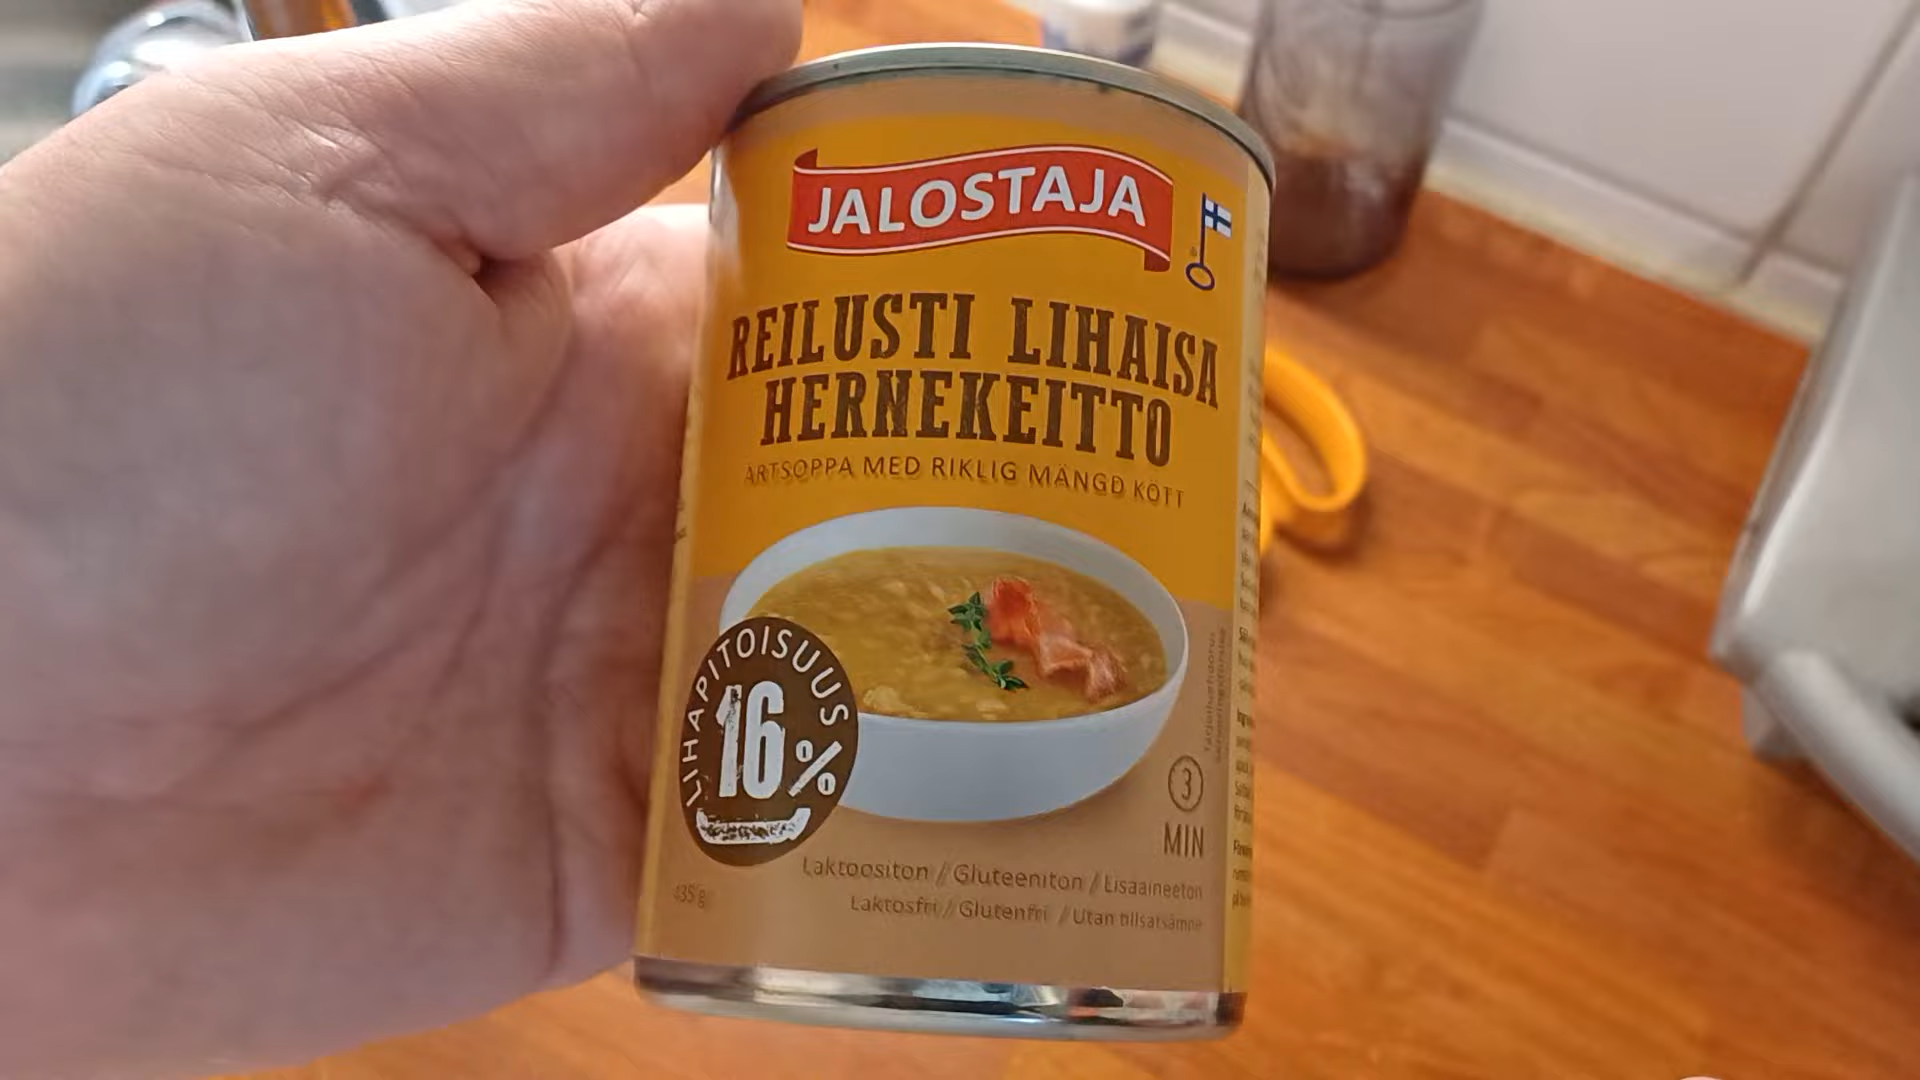 JALOSTAJA
REILUSTI LIHAISA
HERNEKEITTO
ÄRTSOPPA MED RIKLIG MÄNGD KÖTT
LIHAPITOISUUS
16%
Tarjoiluehdotus
3
MIN
Laktoositon / Gluteeniton / Lisäaineeton
Laktosfri / Glutenfri / Utan tillsatsämne
435 g